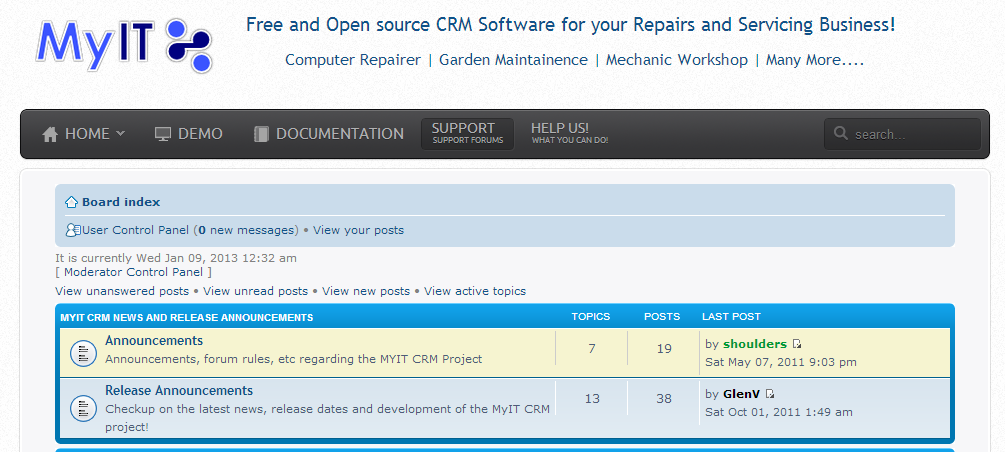 MyIT
Free and Open source CRM Software for your Repairs and Servicing Business!
Computer Repairer | Garden Maintainence | Mechanic Workshop | Many More....
HOME DEMO DOCUMENTATION SUPPORT HELP US! search...
SUPPORT FORUMS WHAT YOU CAN DO!
Board index
User Control Panel (0 new messages) • View your posts
It is currently Wed Jan 09, 2013 12:32 am
[ Moderator Control Panel ]
View unanswered posts • View unread posts • View new posts • View active topics
MYIT CRM NEWS AND RELEASE ANNOUNCEMENTS TOPICS POSTS LAST POST
Announcements
Announcements, forum rules, etc regarding the MYIT CRM Project
7 19
by shoulders
Sat May 07, 2011 9:03 pm
Release Announcements
Checkup on the latest news, release dates and development of the MyIT CRM
project!
13 38
by GlenV
Sat Oct 01, 2011 1:49 am